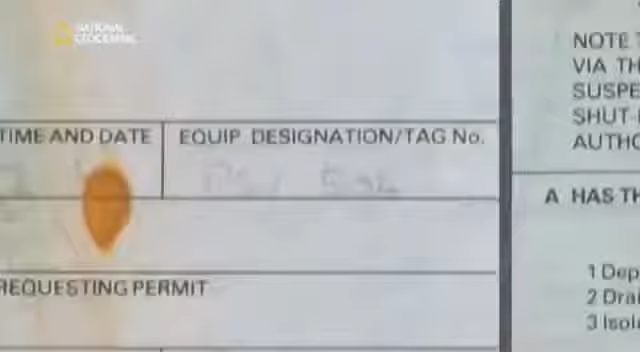 NATIONAL
GEOGRAPHIC
TIME AND DATE
EQUIP. DESIGNATION/TAG No.
REQUESTING PERMIT
NOTE
VIA TH
SUSPE
SHUT
AUTHO
A HAS TH
1 Dep
2 Drai
3 Isola